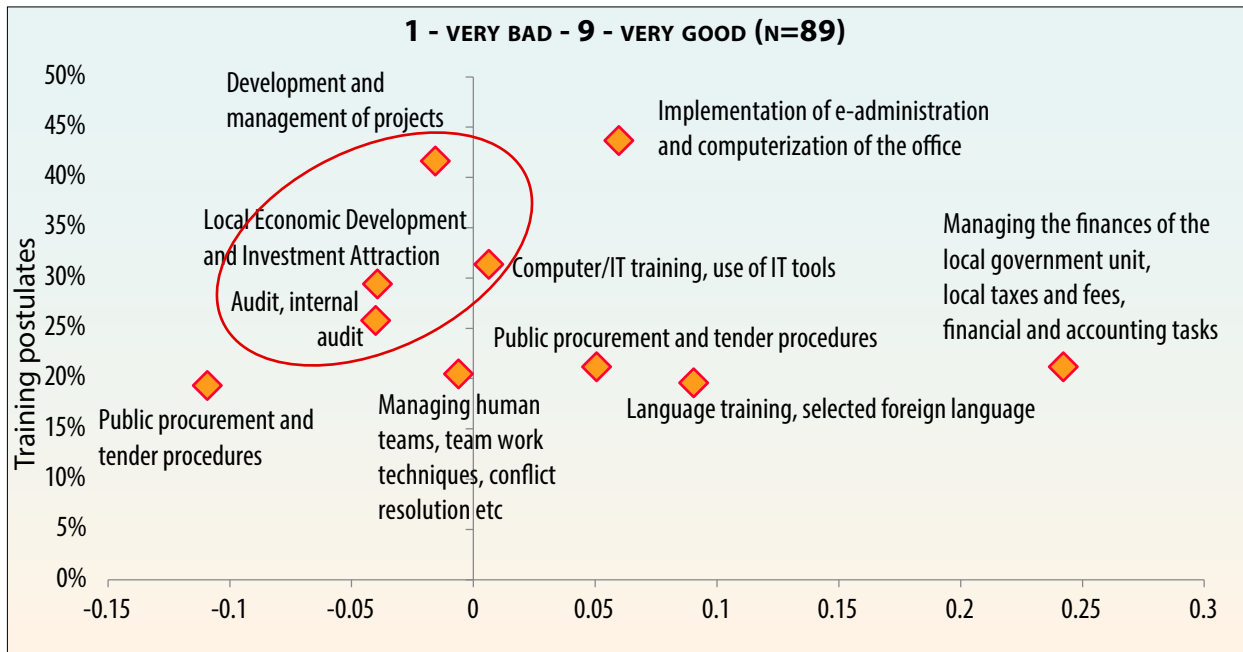 1 - VERY BAD - 9 - VERY GOOD (N=89)
Training postulates
50%
45%
40%
35%
30%
25%
20%
15%
10%
5%
0%
Development and
management of projects
Implementation of e-administration
and computerization of the office
Local Economic Development
and Investment Attraction
Computer/IT training, use of IT tools
Managing the finances of the
local government unit,
local taxes and fees,
financial and accounting tasks
Audit, internal
audit
Public procurement and tender procedures
Public procurement and
tender procedures
Managing human
teams, team work
techniques, conflict
resolution etc
Language training, selected foreign language
-0.15 -0.1 -0.05 0 0.05 0.1 0.15 0.2 0.25 0.3